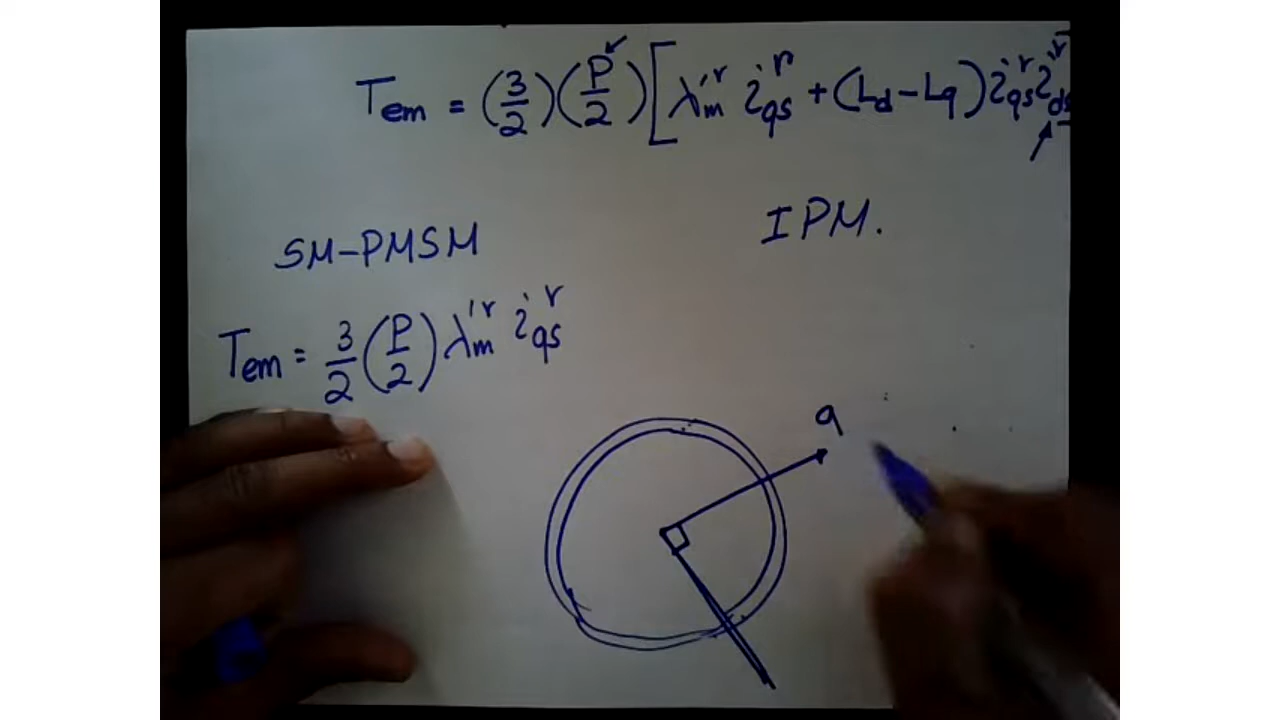 Tem = (3/2)(P/2)[λ'ʳm iʳqs + (Ld - Lq) iʳqs iʳds
SM-PMSM
IPM.
Tem = 3/2 (P/2) λ'ʳm iʳqs
q